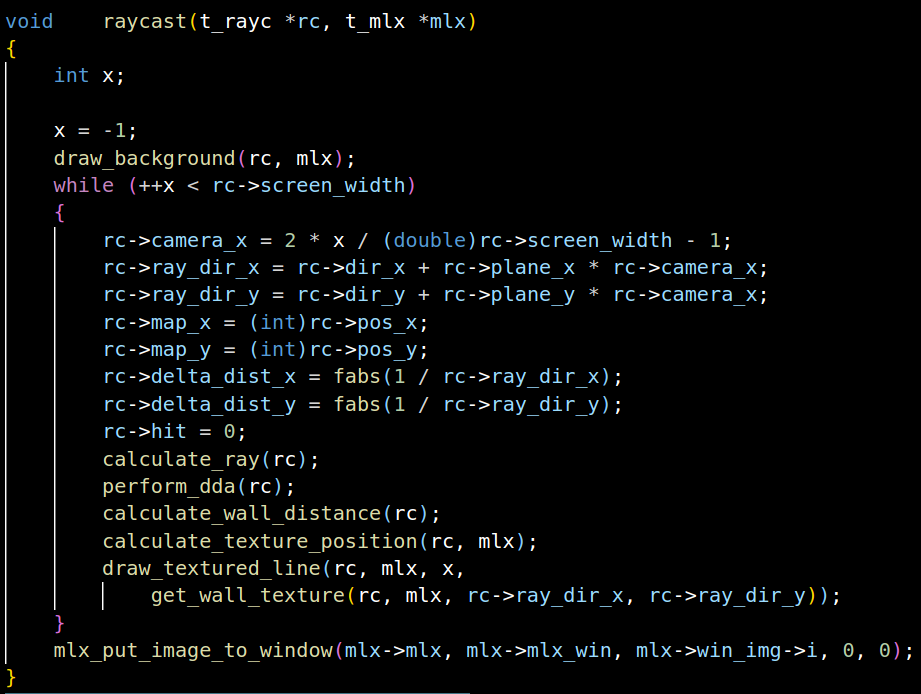 void    raycast(t_rayc *rc, t_mlx *mlx)
{
    int x;

    x = -1;
    draw_background(rc, mlx);
    while (++x < rc->screen_width)
    {
        rc->camera_x = 2 * x / (double)rc->screen_width - 1;
        rc->ray_dir_x = rc->dir_x + rc->plane_x * rc->camera_x;
        rc->ray_dir_y = rc->dir_y + rc->plane_y * rc->camera_x;
        rc->map_x = (int)rc->pos_x;
        rc->map_y = (int)rc->pos_y;
        rc->delta_dist_x = fabs(1 / rc->ray_dir_x);
        rc->delta_dist_y = fabs(1 / rc->ray_dir_y);
        rc->hit = 0;
        calculate_ray(rc);
        perform_dda(rc);
        calculate_wall_distance(rc);
        calculate_texture_position(rc, mlx);
        draw_textured_line(rc, mlx, x,
            get_wall_texture(rc, mlx, rc->ray_dir_x, rc->ray_dir_y));
    }
    mlx_put_image_to_window(mlx->mlx, mlx->mlx_win, mlx->win_img->i, 0, 0);
}